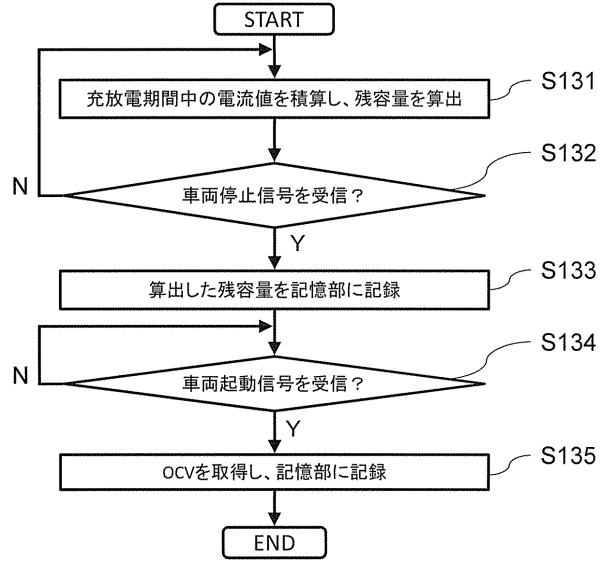 START
充放電期間中の電流値を積算し、残容量を算出
S131
車両停止信号を受信？
S132
N
Y
算出した残容量を記憶部に記録
S133
車両起動信号を受信？
S134
N
Y
OCVを取得し、記憶部に記録
S135
END